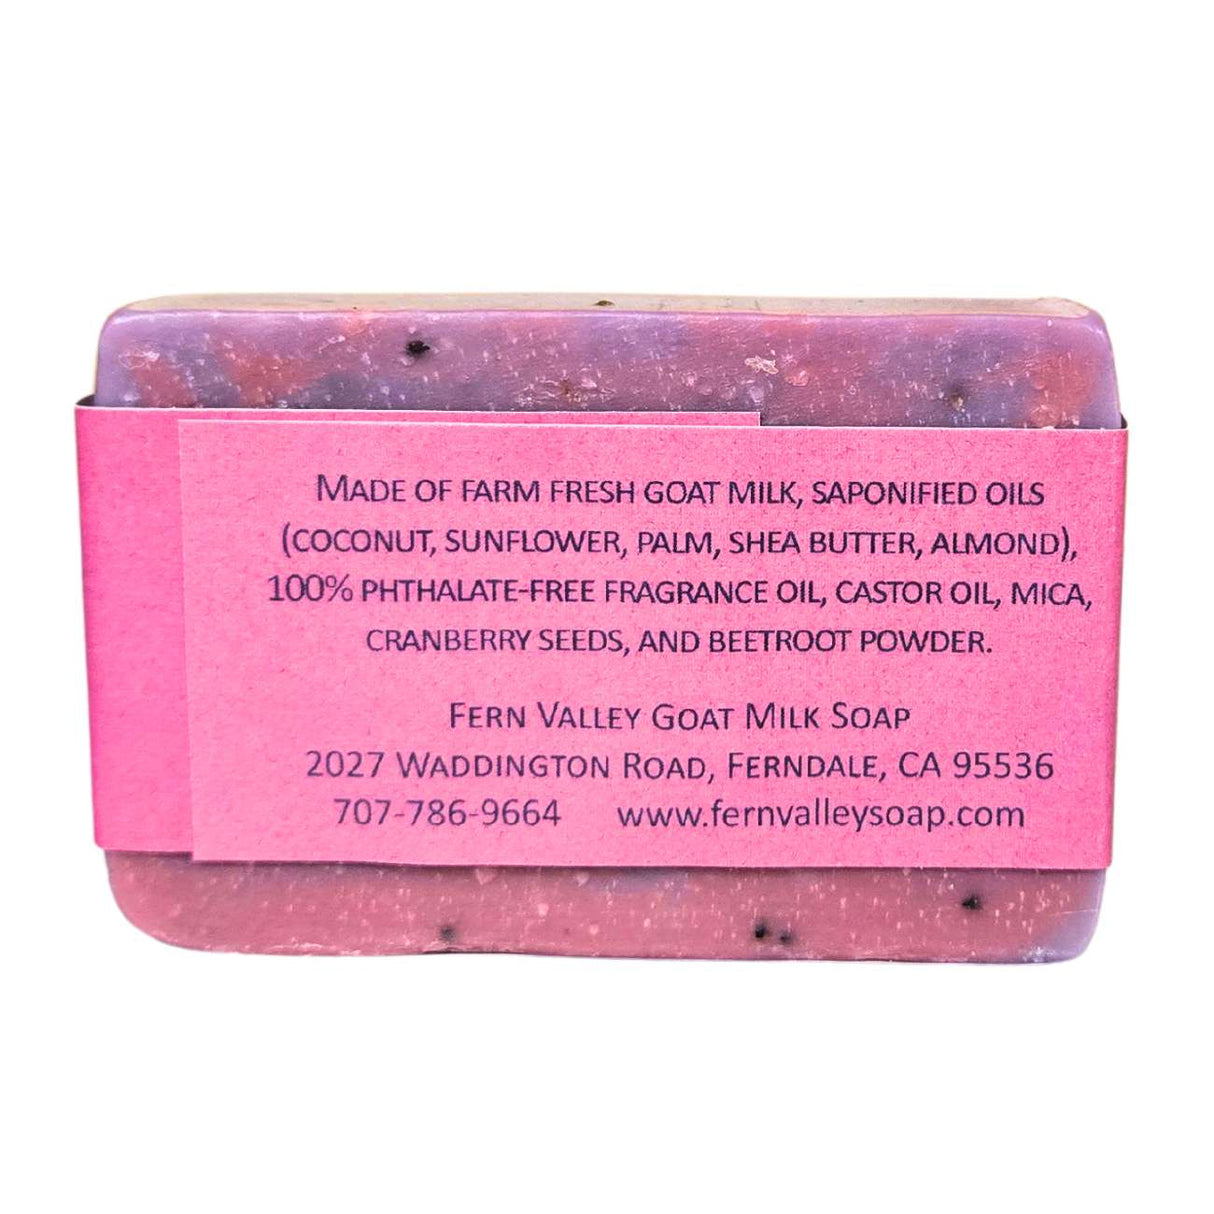 MADE OF FARM FRESH GOAT MILK, SAPONIFIED OILS
(COCONUT, SUNFLOWER, PALM, SHEA BUTTER, ALMOND),
100% PHTHALATE-FREE FRAGRANCE OIL, CASTOR OIL, MICA,
CRANBERRY SEEDS, AND BEETROOT POWDER.
FERN VALLEY GOAT MILK SOAP
2027 WADDINGTON ROAD, FERNDALE, CA 95536
707-786-9664 www.fernvalleysoap.com